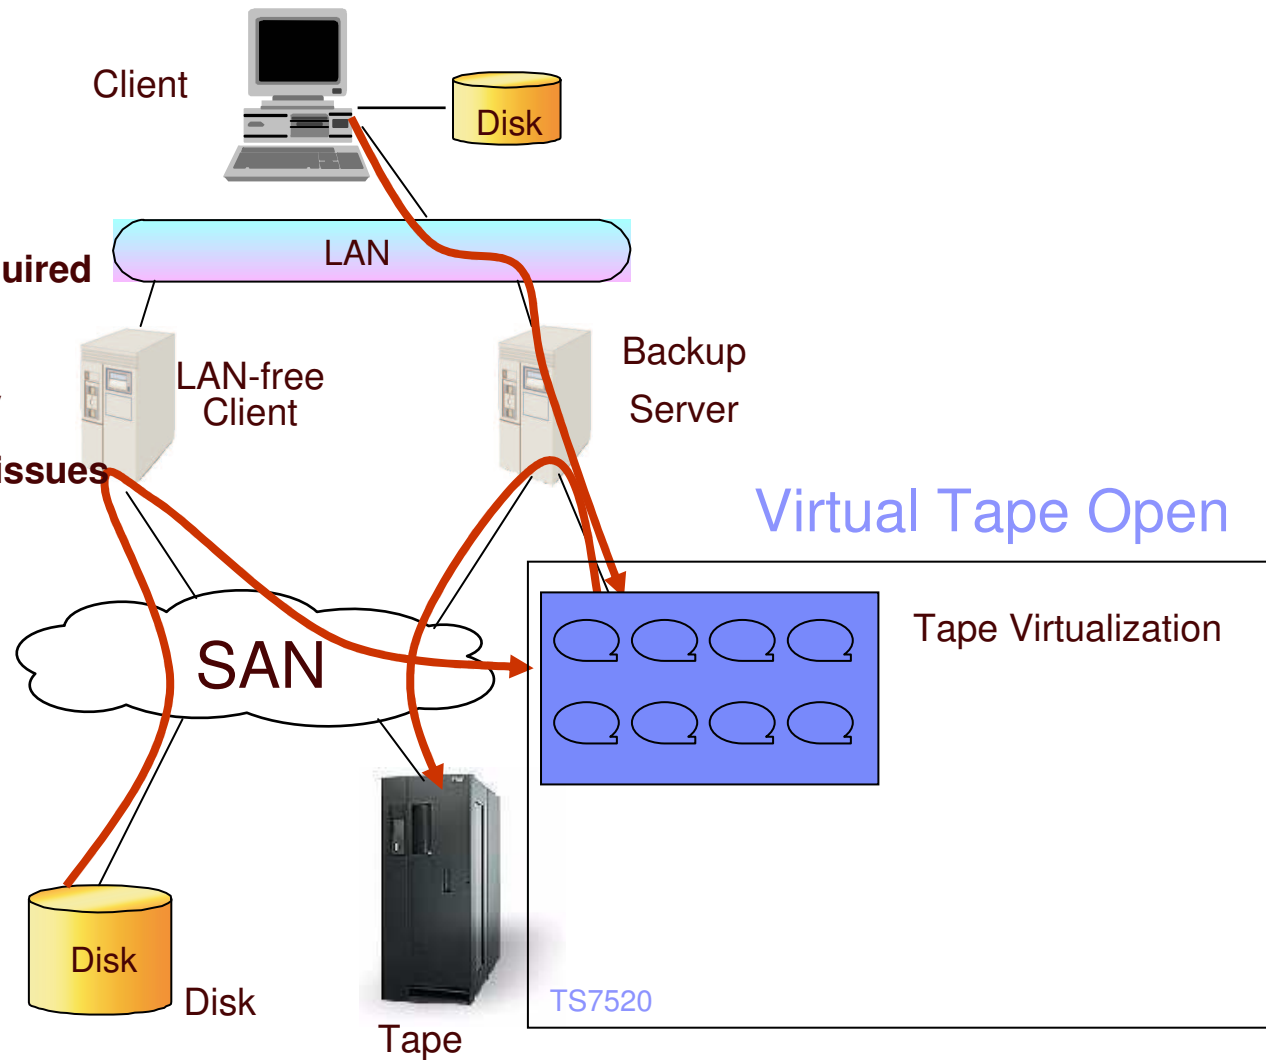 Client
Disk
LAN
uired
LAN-free
Client
Backup
Server
issues
Virtual Tape Open
Tape Virtualization
SAN
Disk
Disk
TS7520
Tape